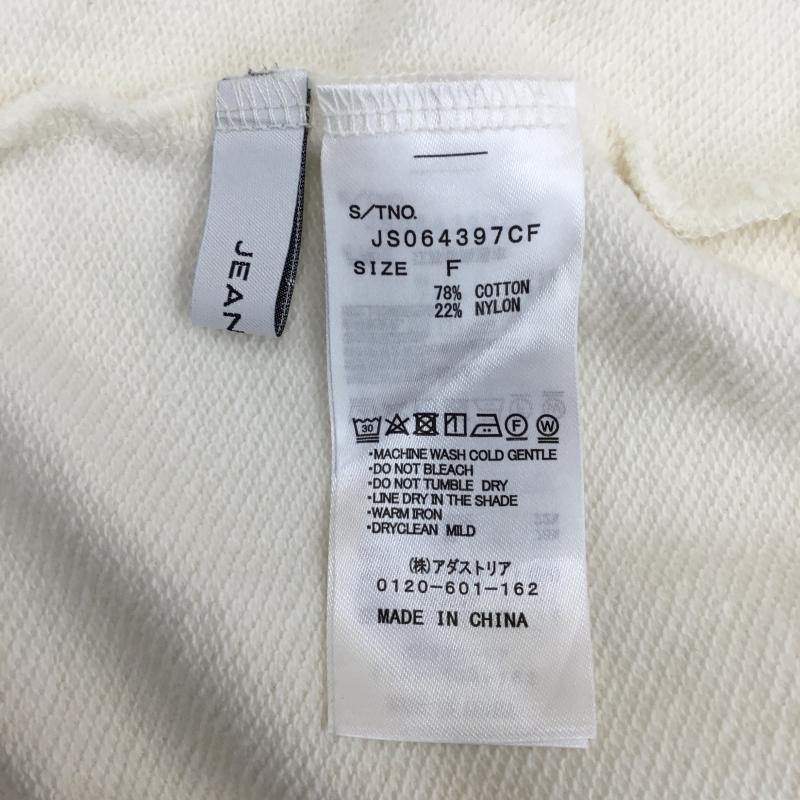 JEAN
S/TNO.
JS064397CF
SIZE F
78% COTTON
22% NYLON
30
F W
・MACHINE WASH COLD GENTLE
・DO NOT BLEACH
・DO NOT TUMBLE DRY
・LINE DRY IN THE SHADE
・WARM IRON
・DRYCLEAN MILD
(株)アダストリア
0120-601-162
MADE IN CHINA